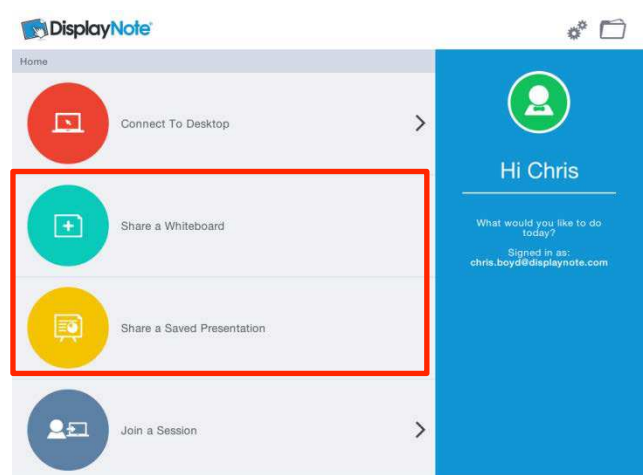 DisplayNote
Home
Connect To Desktop
Share a Whiteboard
Share a Saved Presentation
Join a Session
Hi Chris
What would you like to do
today?
Signed in as:
chris.boyd@displaynote.com